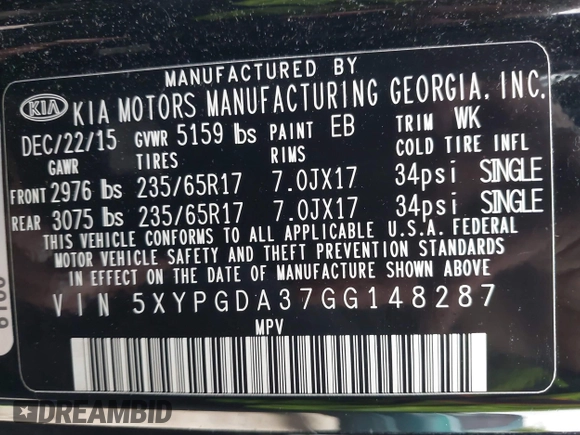 MANUFACTURED BY
KIA KIA MOTORS MANUFACTURING GEORGIA, INC.
DEC/22/15 GVWR 5159 lbs PAINT EB TRIM WK
GAWR TIRES RIMS COLD TIRE INFL
FRONT 2976 lbs 235/65R17 7.0JX17 34psi SINGLE
REAR 3075 lbs 235/65R17 7.0JX17 34psi SINGLE
THIS VEHICLE CONFORMS TO ALL APPLICABLE U.S.A. FEDERAL
MOTOR VEHICLE SAFETY AND THEFT PREVENTION STANDARDS
IN EFFECT ON THE DATE OF MANUFACTURE SHOWN ABOVE
VIN 5XYPGDA37GG148287
MPV
DREAMBID